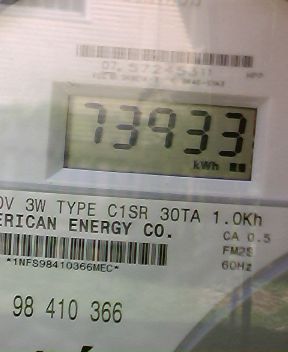 73933
kWh
0V 3W TYPE C1SR 30TA 1.0Kh
ERICAN ENERGY CO.
CA 0.5
FM2S
*1NFS98410366MEC*
60Hz
98 410 366